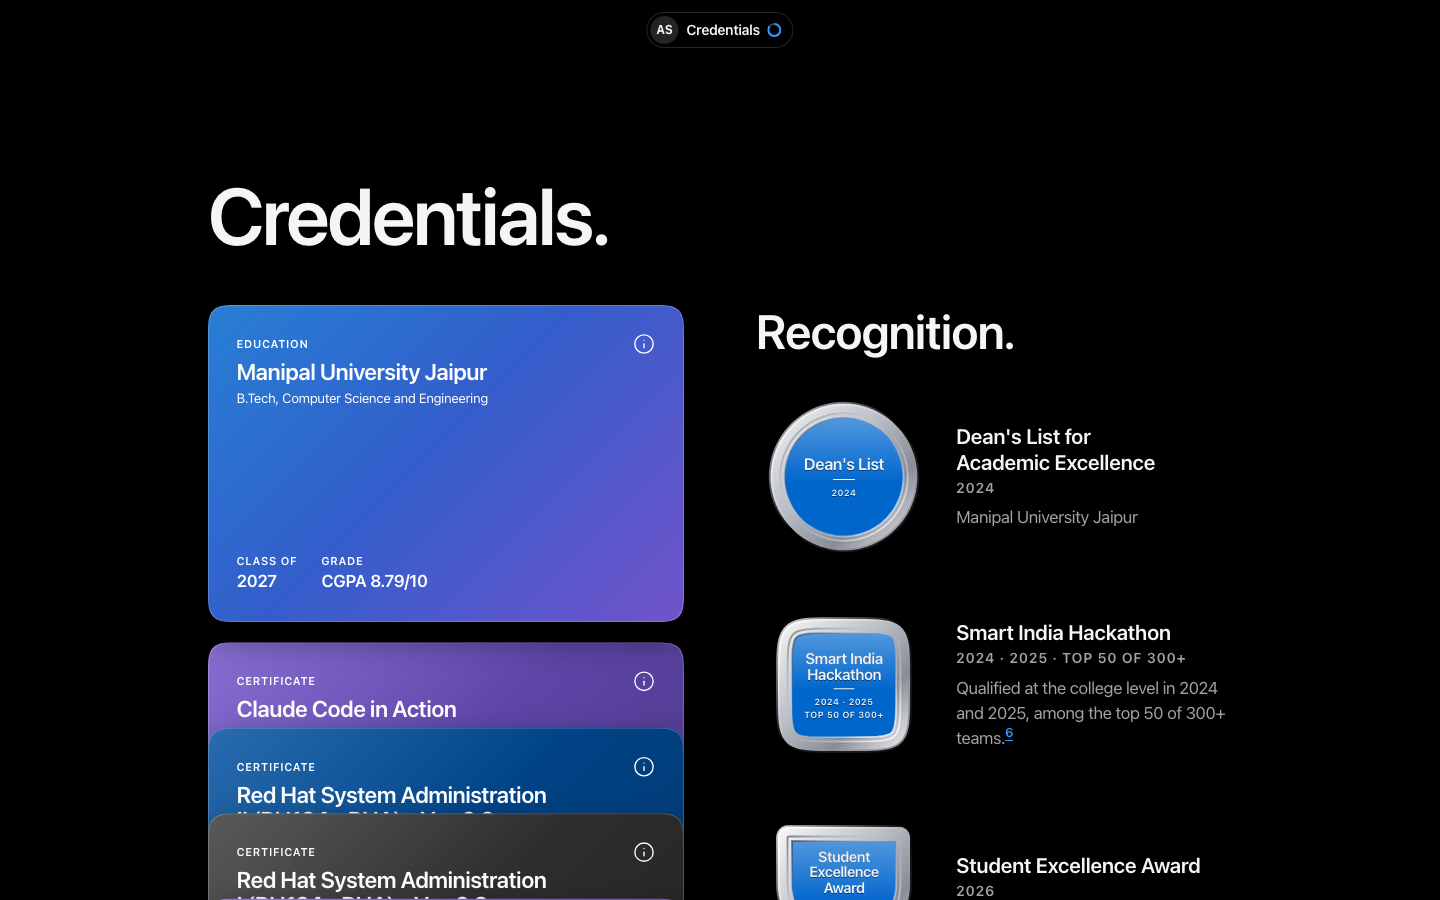 AS Credentials
Credentials.
EDUCATION
Manipal University Jaipur
B.Tech, Computer Science and Engineering
CLASS OF GRADE
2027 CGPA 8.79/10
CERTIFICATE
Claude Code in Action
CERTIFICATE
Red Hat System Administration
CERTIFICATE
Red Hat System Administration
Recognition.
Dean's List
2024
Dean's List for
Academic Excellence
2024
Manipal University Jaipur
Smart India
Hackathon
2024 · 2025
TOP 50 OF 300+
Smart India Hackathon
2024 · 2025 · TOP 50 OF 300+
Qualified at the college level in 2024
and 2025, among the top 50 of 300+
teams.6
Student
Excellence
Award
Student Excellence Award
2026